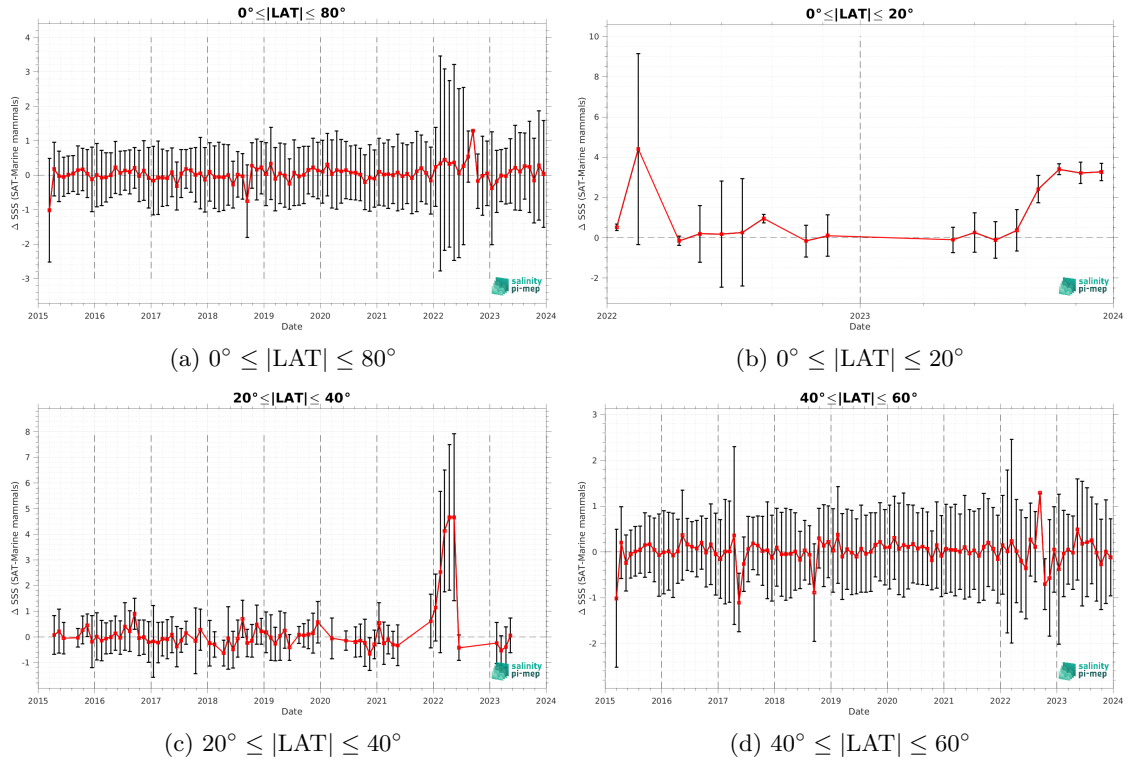 0°≤|LAT|≤ 80°
4
3
2
1
0
-1
-2
-3
Δ SSS (SAT-Marine mammals)
2015 2016 2017 2018 2019 2020 2021 2022 2023 2024
Date
salinity
pi-mep
(a) 0° ≤ |LAT| ≤ 80°
0°≤|LAT|≤ 20°
10
8
6
4
2
0
-2
Δ SSS (SAT-Marine mammals)
2022 2023 2024
Date
salinity
pi-mep
(b) 0° ≤ |LAT| ≤ 20°
20°≤|LAT|≤ 40°
8
7
6
5
4
3
2
1
0
-1
Δ SSS (SAT-Marine mammals)
2015 2016 2017 2018 2019 2020 2021 2022 2023 2024
Date
salinity
pi-mep
(c) 20° ≤ |LAT| ≤ 40°
40°≤|LAT|≤ 60°
3
2
1
0
-1
-2
Δ SSS (SAT-Marine mammals)
2015 2016 2017 2018 2019 2020 2021 2022 2023 2024
Date
salinity
pi-mep
(d) 40° ≤ |LAT| ≤ 60°